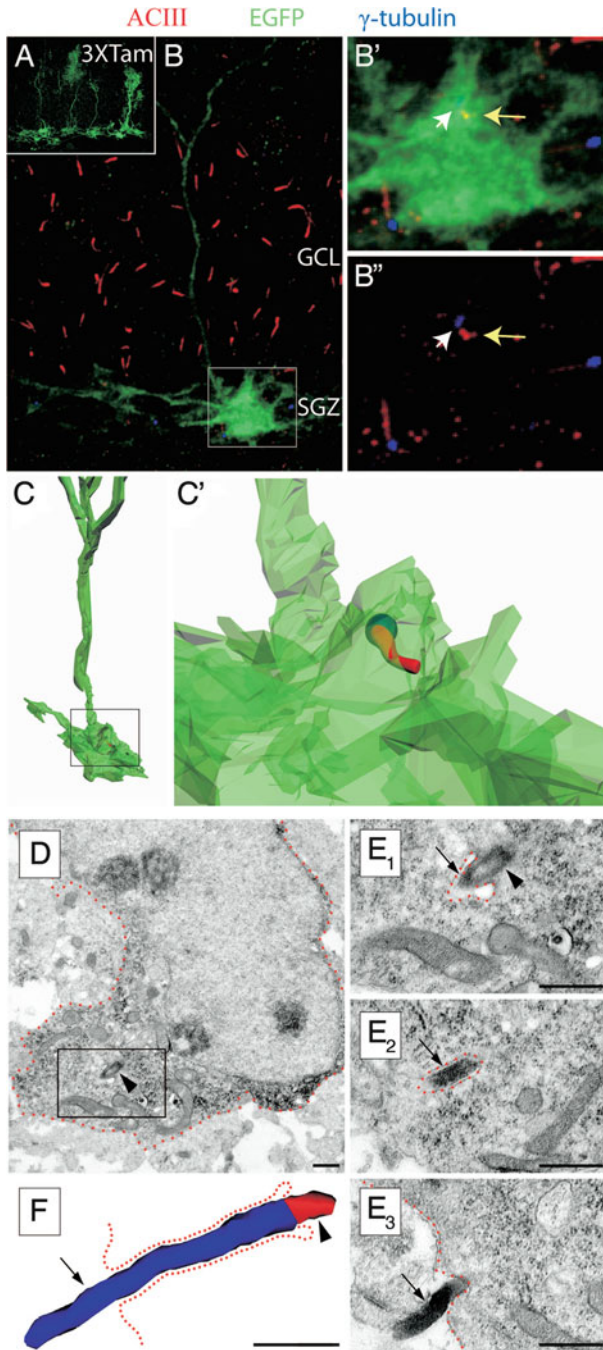 ACIII EGFP γ-tubulin
A 3XTam B B'
GCL
B"
SGZ
C C'
D E1
E2
F E3